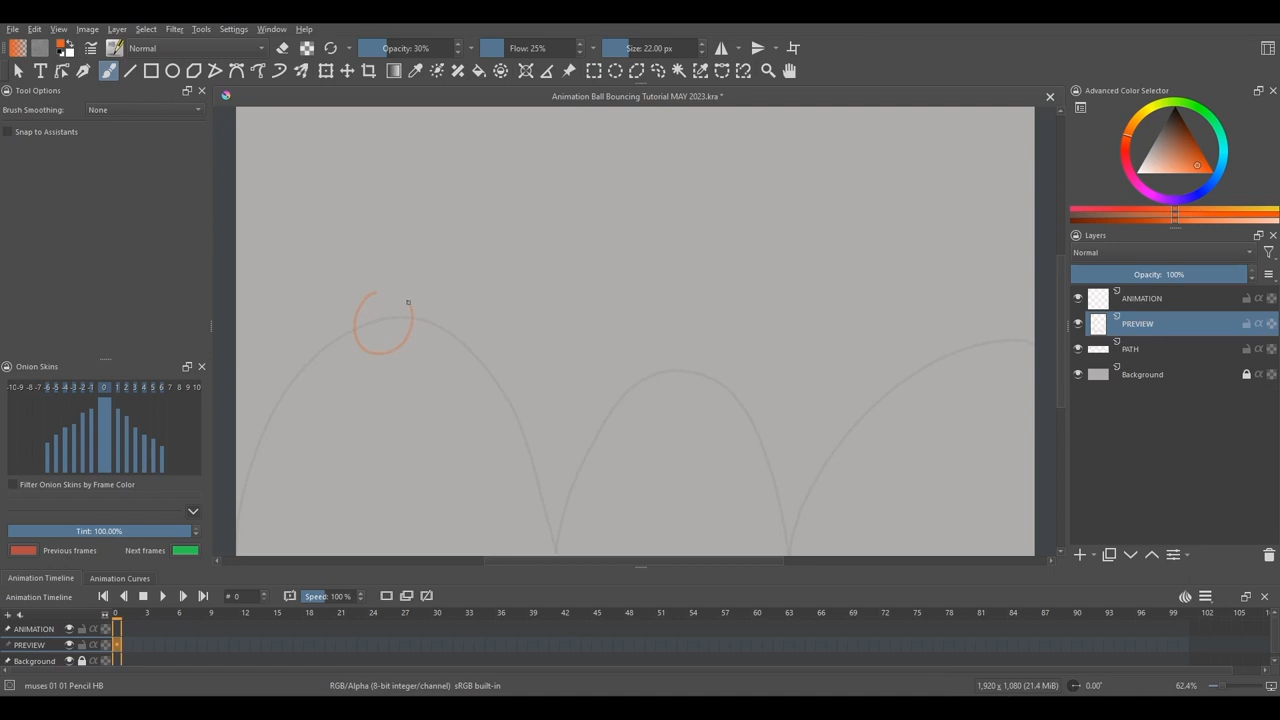 File Edit View Image Layer Select Filter Tools Settings Window Help
Normal Opacity: 30% Flow: 25% Size: 22.00 px
Tool Options
Animation Ball Bouncing Tutorial MAY 2023.kra *
Advanced Color Selector
Brush Smoothing: None
Snap to Assistants
Layers
Normal
Opacity: 100%
ANIMATION
PREVIEW
PATH
Background
Onion Skins
-10 -9 -8 -7 -6 -5 -4 -3 -2 -1 0 1 2 3 4 5 6 7 8 9 10
Filter Onion Skins by Frame Color
Tint: 100.00%
Previous frames Next frames
Animation Timeline Animation Curves
Animation Timeline # 0 Speed: 100 %
0 3 6 9 12 15 18 21 24 27 30 33 36 39 42 45 48 51 54 57 60 63 66 69 72 75 78 81 84 87 90 93 96 99 102 105
ANIMATION
PREVIEW
Background
muses 01 01 Pencil HB RGB/Alpha (8-bit integer/channel) sRGB built-in 1,920 x 1,080 (21.4 MiB) 0.00° 62.4%